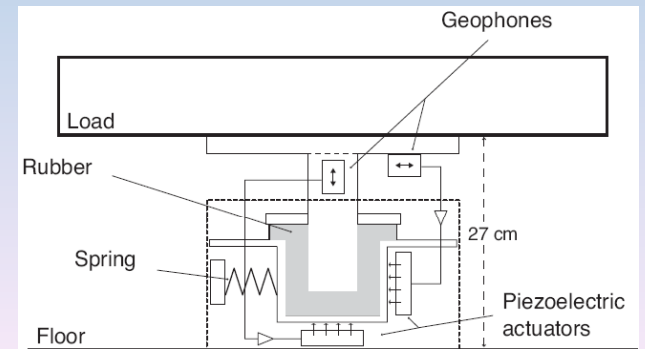 Geophones
Load
Rubber
27 cm
Spring
Piezoelectric
actuators
Floor